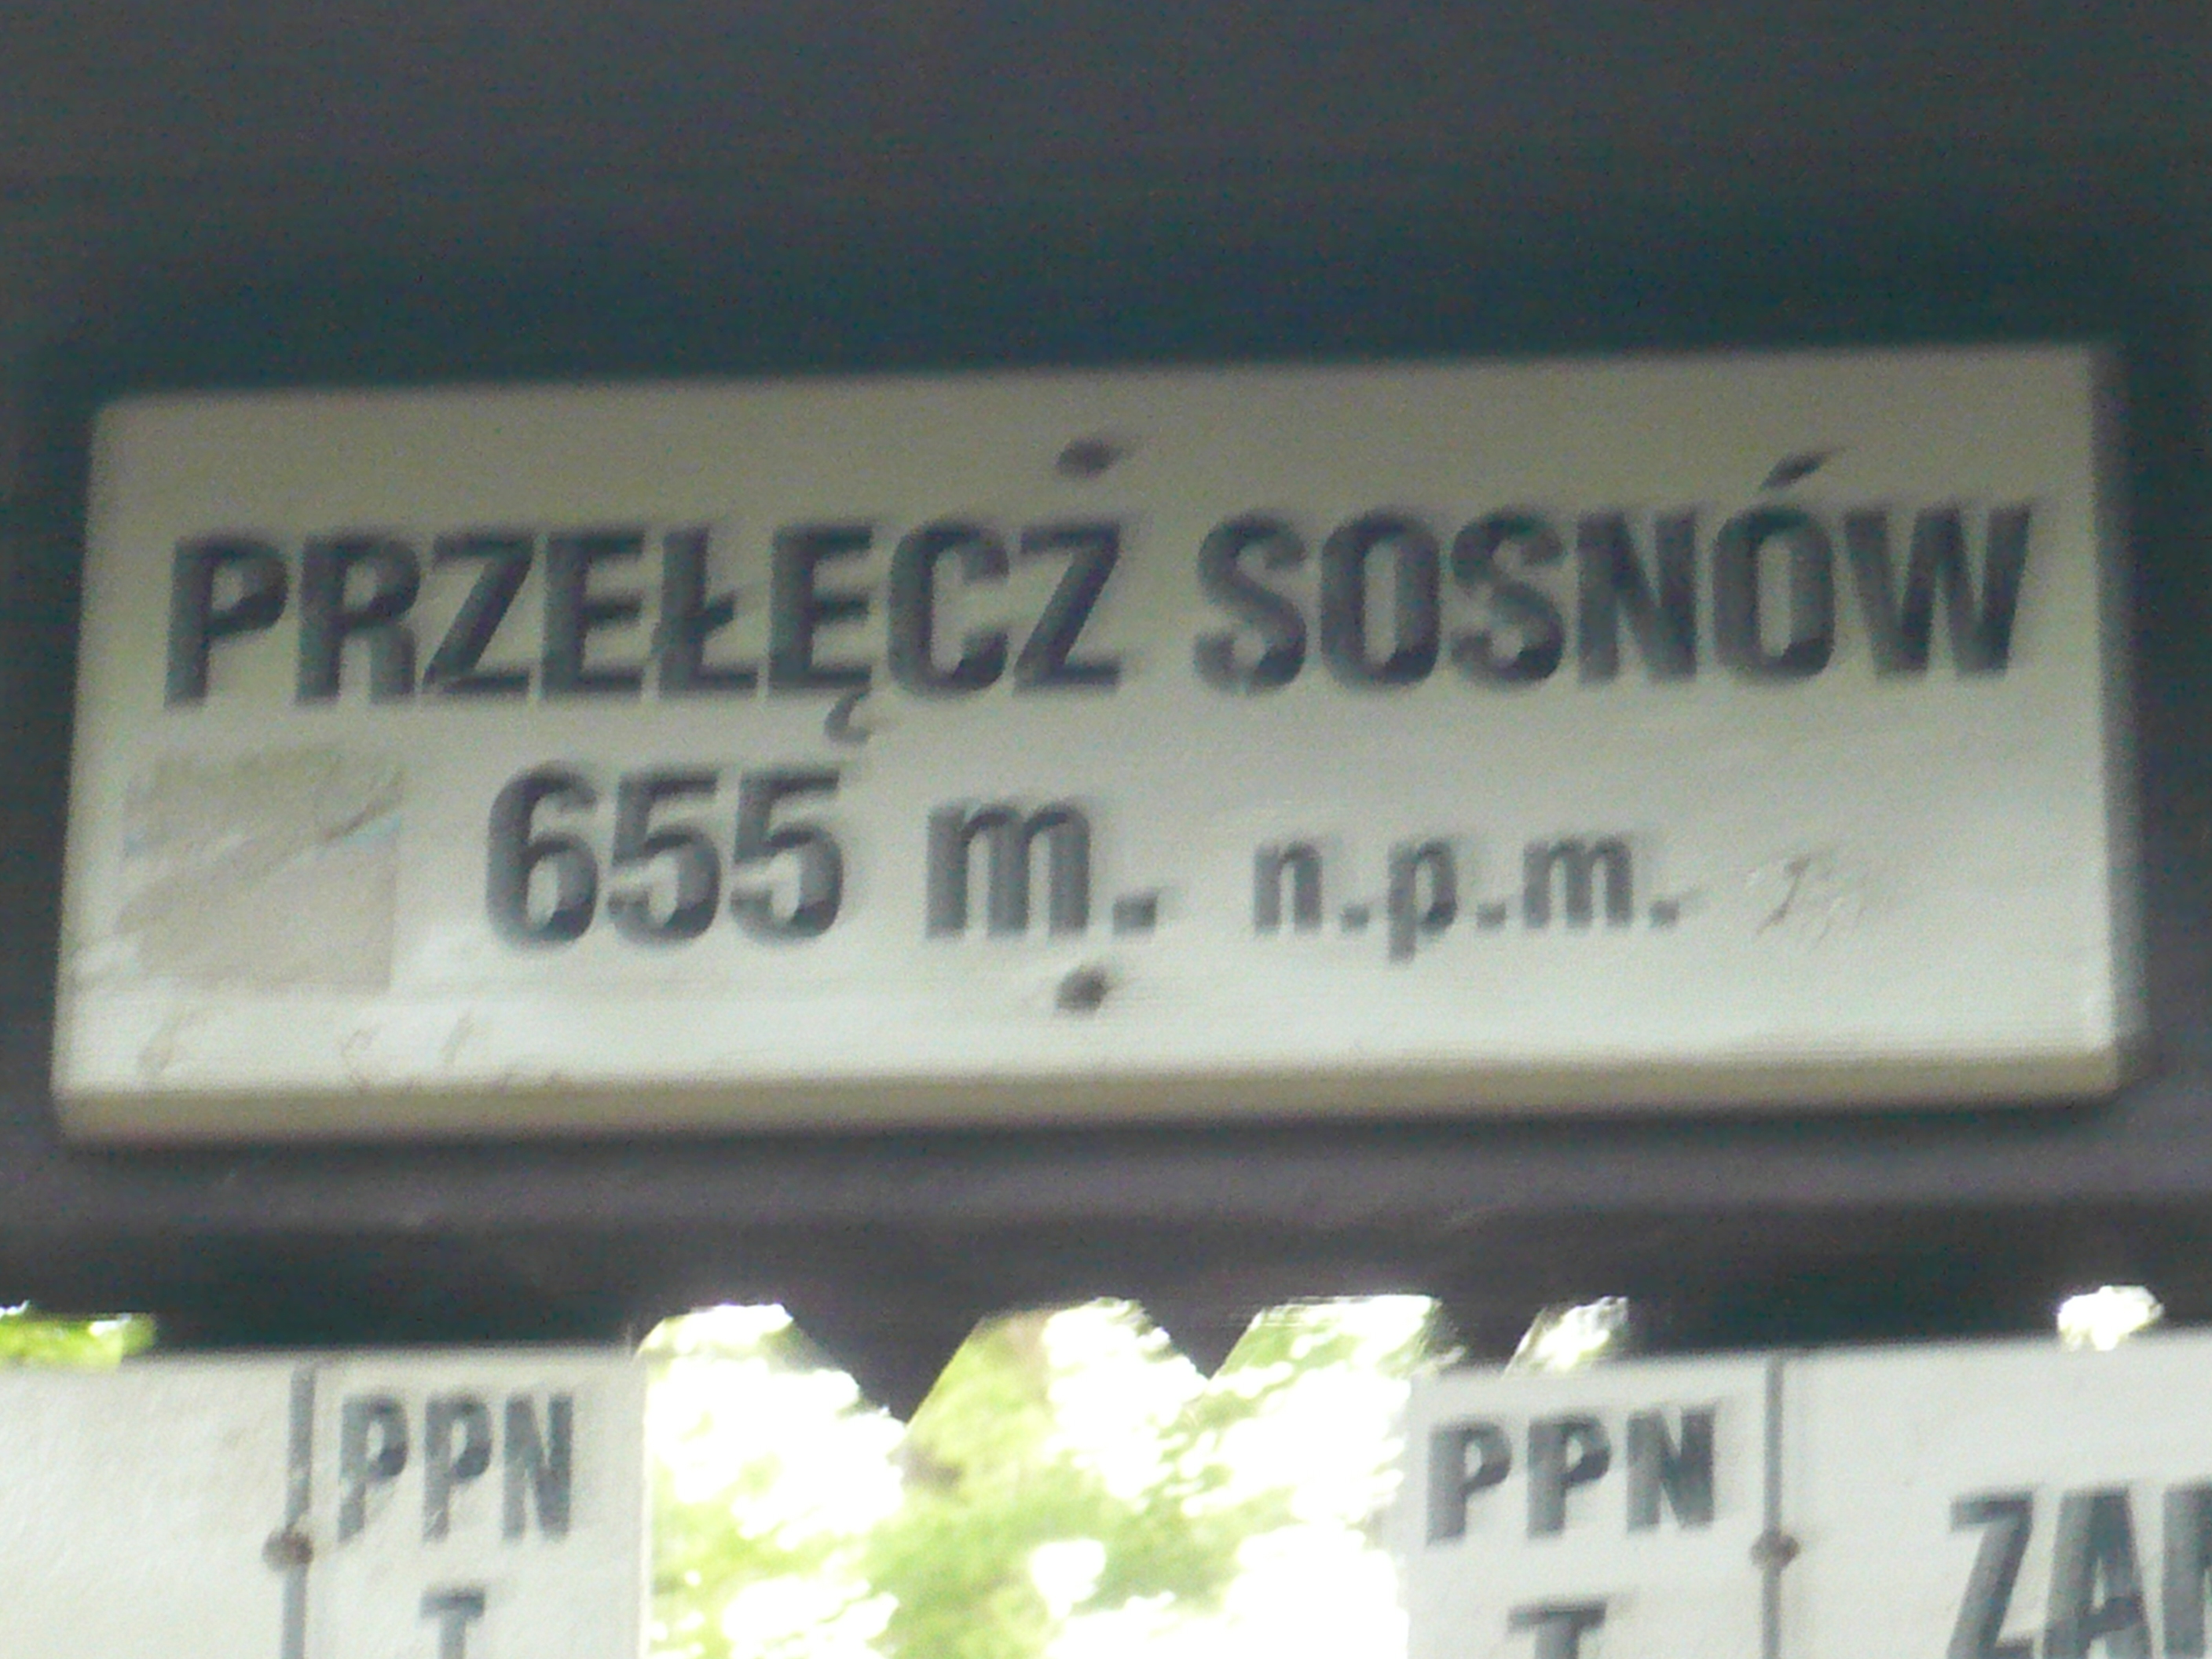 PRZEŁĘCZ SOSNÓW
655 m. n.p.m.
PPN
T
PPN
T